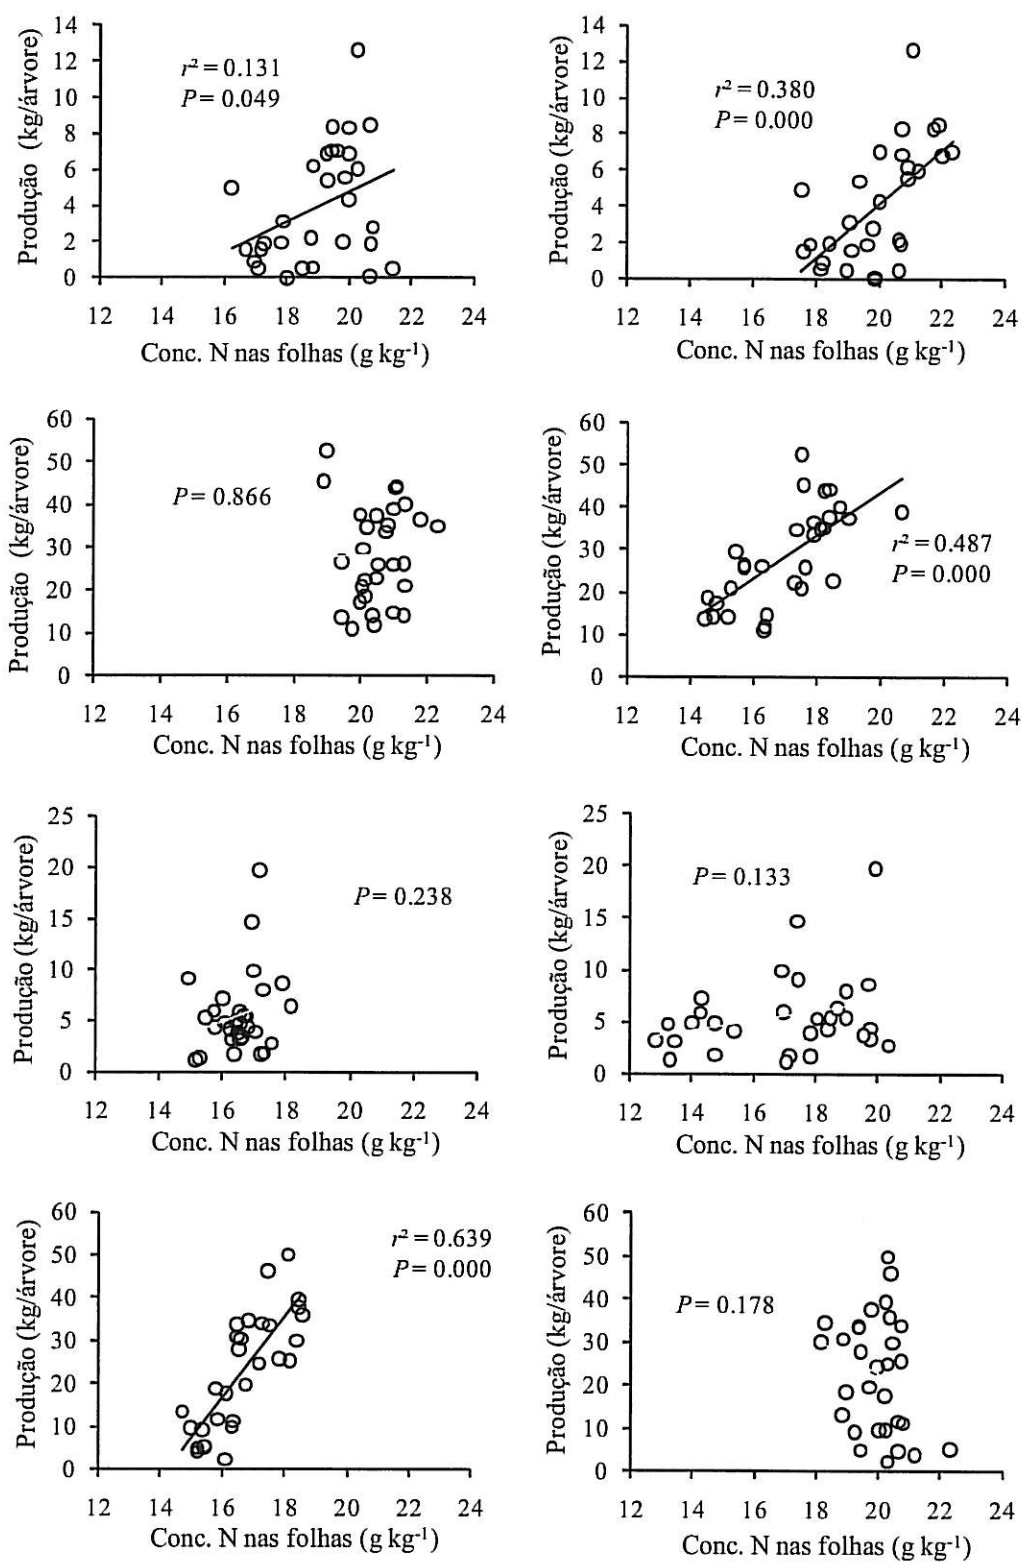 Produção (kg/árvore)
14
12
10
8
6
4
2
0
r² = 0.131
P = 0.049
12 14 16 18 20 22 24
Conc. N nas folhas (g kg⁻¹)
Produção (kg/árvore)
14
12
10
8
6
4
2
0
r² = 0.380
P = 0.000
12 14 16 18 20 22 24
Conc. N nas folhas (g kg⁻¹)
Produção (kg/árvore)
60
50
40
30
20
10
0
P = 0.866
12 14 16 18 20 22 24
Conc. N nas folhas (g kg⁻¹)
Produção (kg/árvore)
60
50
40
30
20
10
0
r² = 0.487
P = 0.000
12 14 16 18 20 22 24
Conc. N nas folhas (g kg⁻¹)
Produção (kg/árvore)
25
20
15
10
5
0
P = 0.238
12 14 16 18 20 22 24
Conc. N nas folhas (g kg⁻¹)
Produção (kg/árvore)
25
20
15
10
5
0
P = 0.133
12 14 16 18 20 22 24
Conc. N nas folhas (g kg⁻¹)
Produção (kg/árvore)
60
50
40
30
20
10
0
r² = 0.639
P = 0.000
12 14 16 18 20 22 24
Conc. N nas folhas (g kg⁻¹)
Produção (kg/árvore)
60
50
40
30
20
10
0
P = 0.178
12 14 16 18 20 22 24
Conc. N nas folhas (g kg⁻¹)